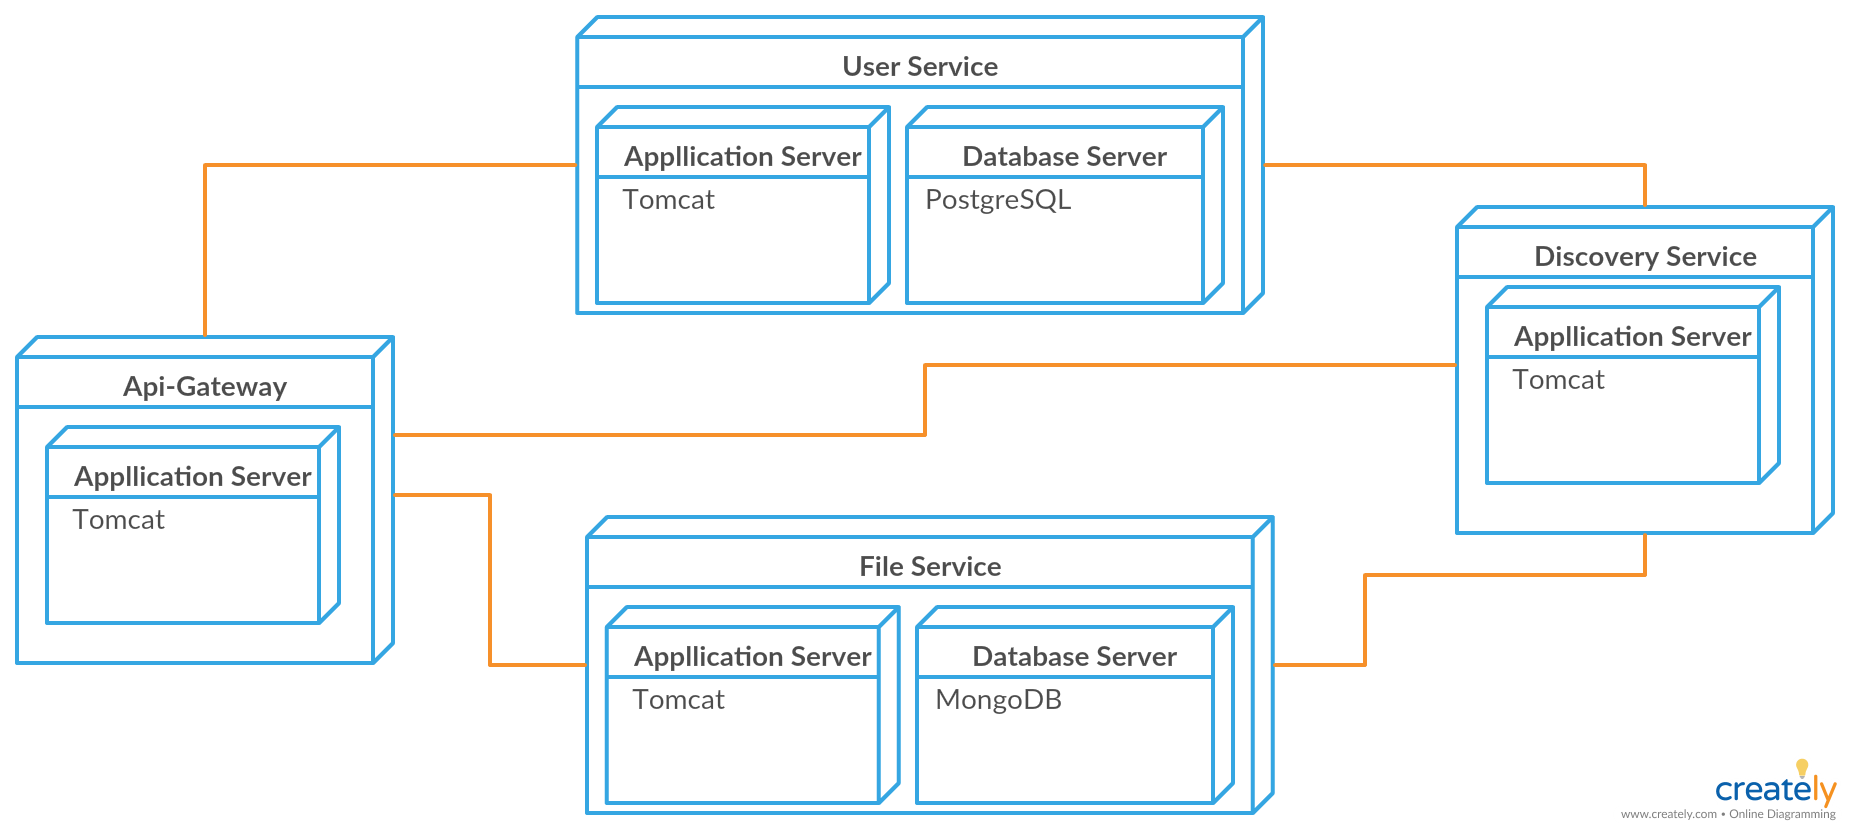 User Service
Appllication Server
Tomcat
Database Server
PostgreSQL
Discovery Service
Appllication Server
Tomcat
Api-Gateway
Appllication Server
Tomcat
File Service
Appllication Server
Tomcat
Database Server
MongoDB
creately
www.creately.com • Online Diagramming